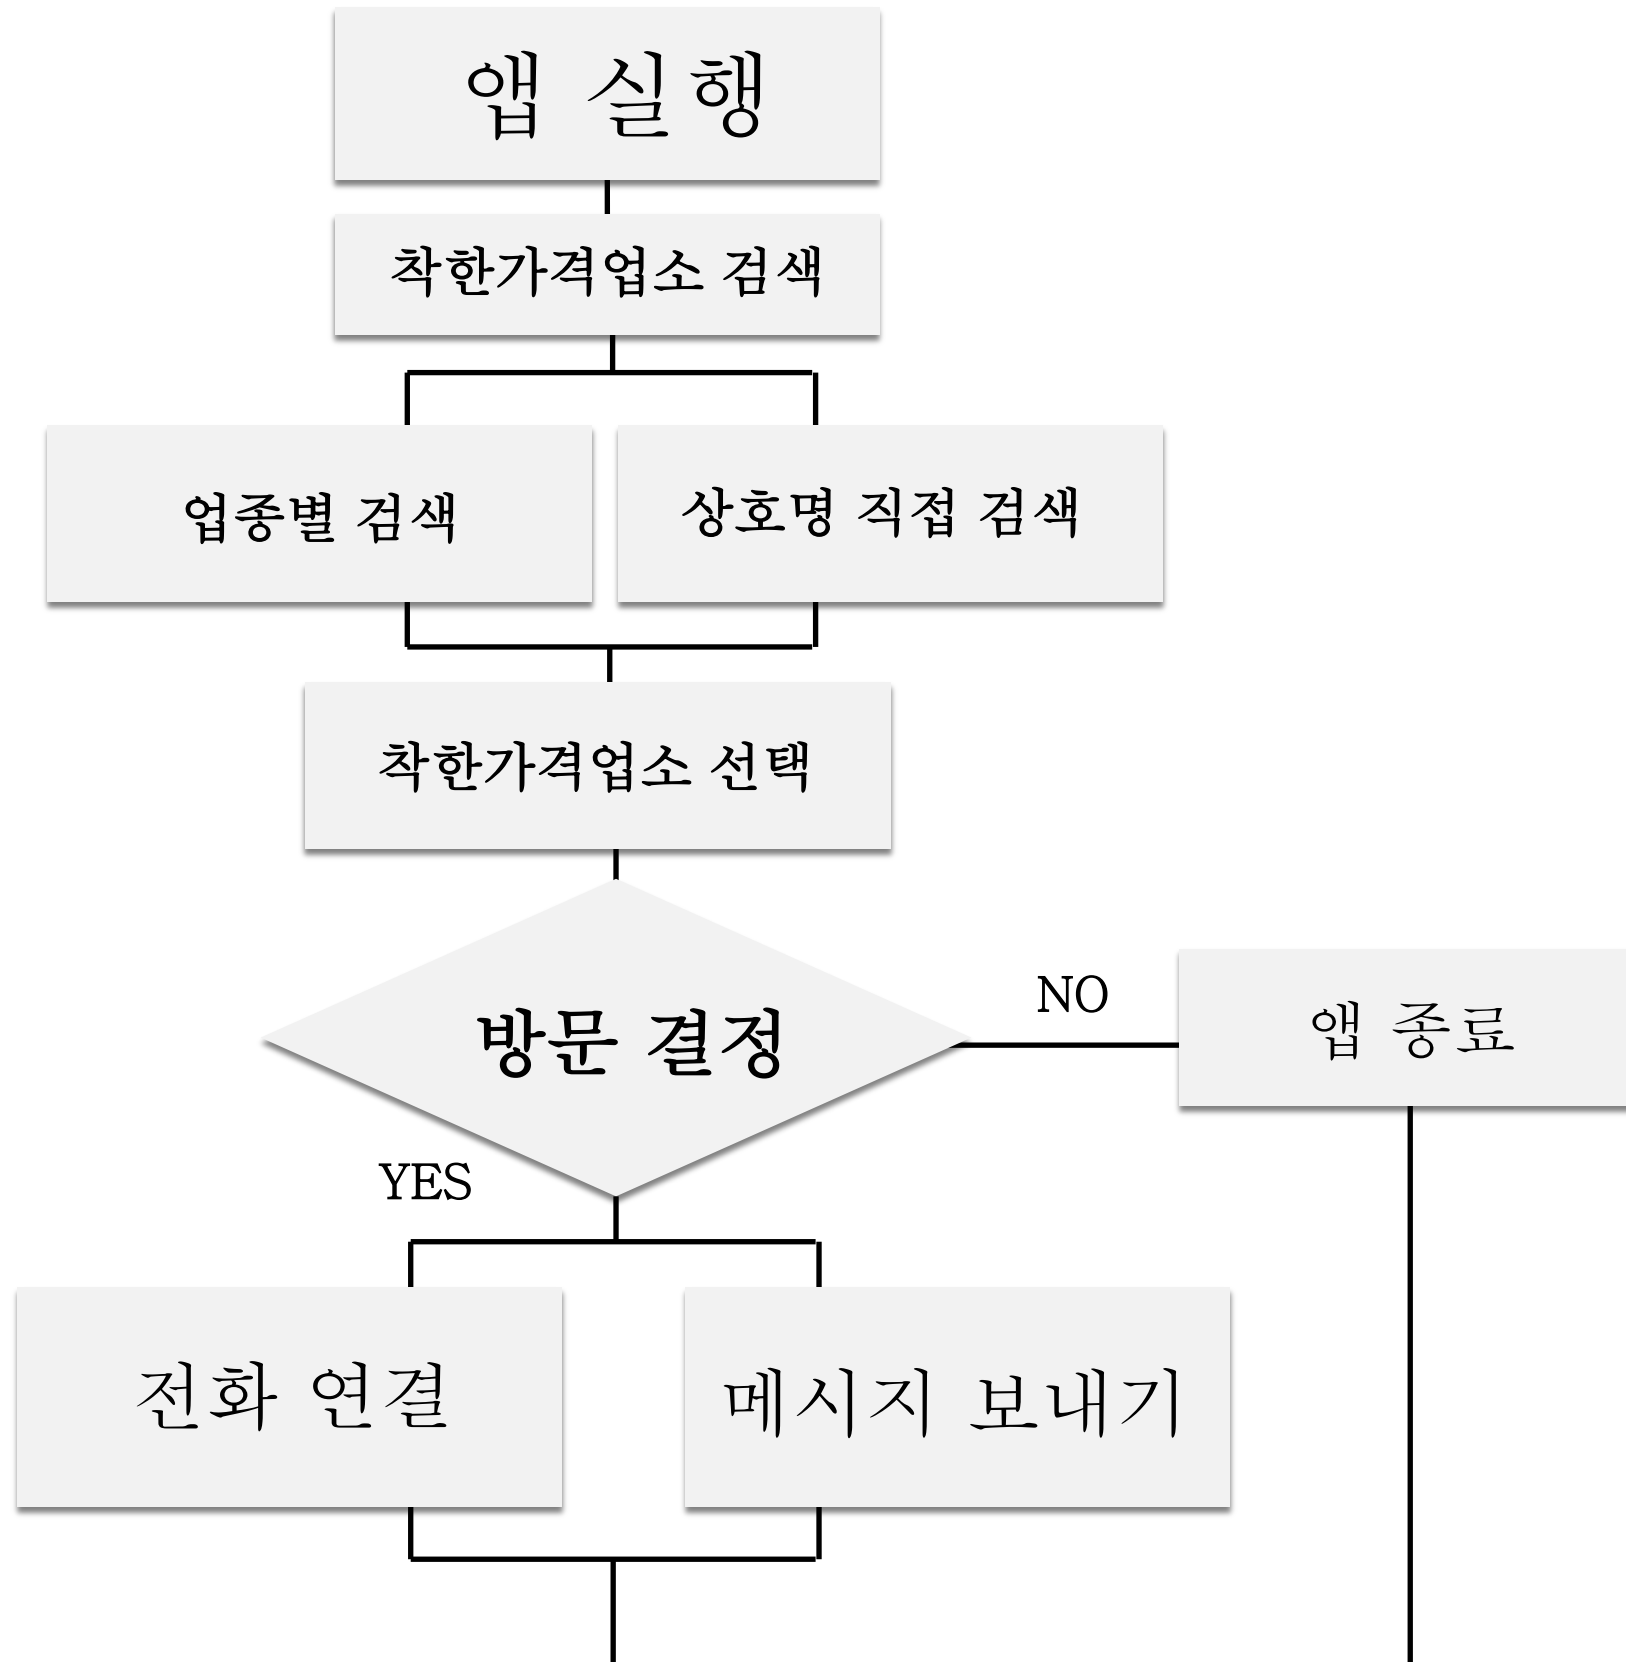 앱 실행
착한가격업소 검색
업종별 검색
상호명 직접 검색
착한가격업소 선택
방문 결정
NO
앱 종료
YES
전화 연결
메시지 보내기